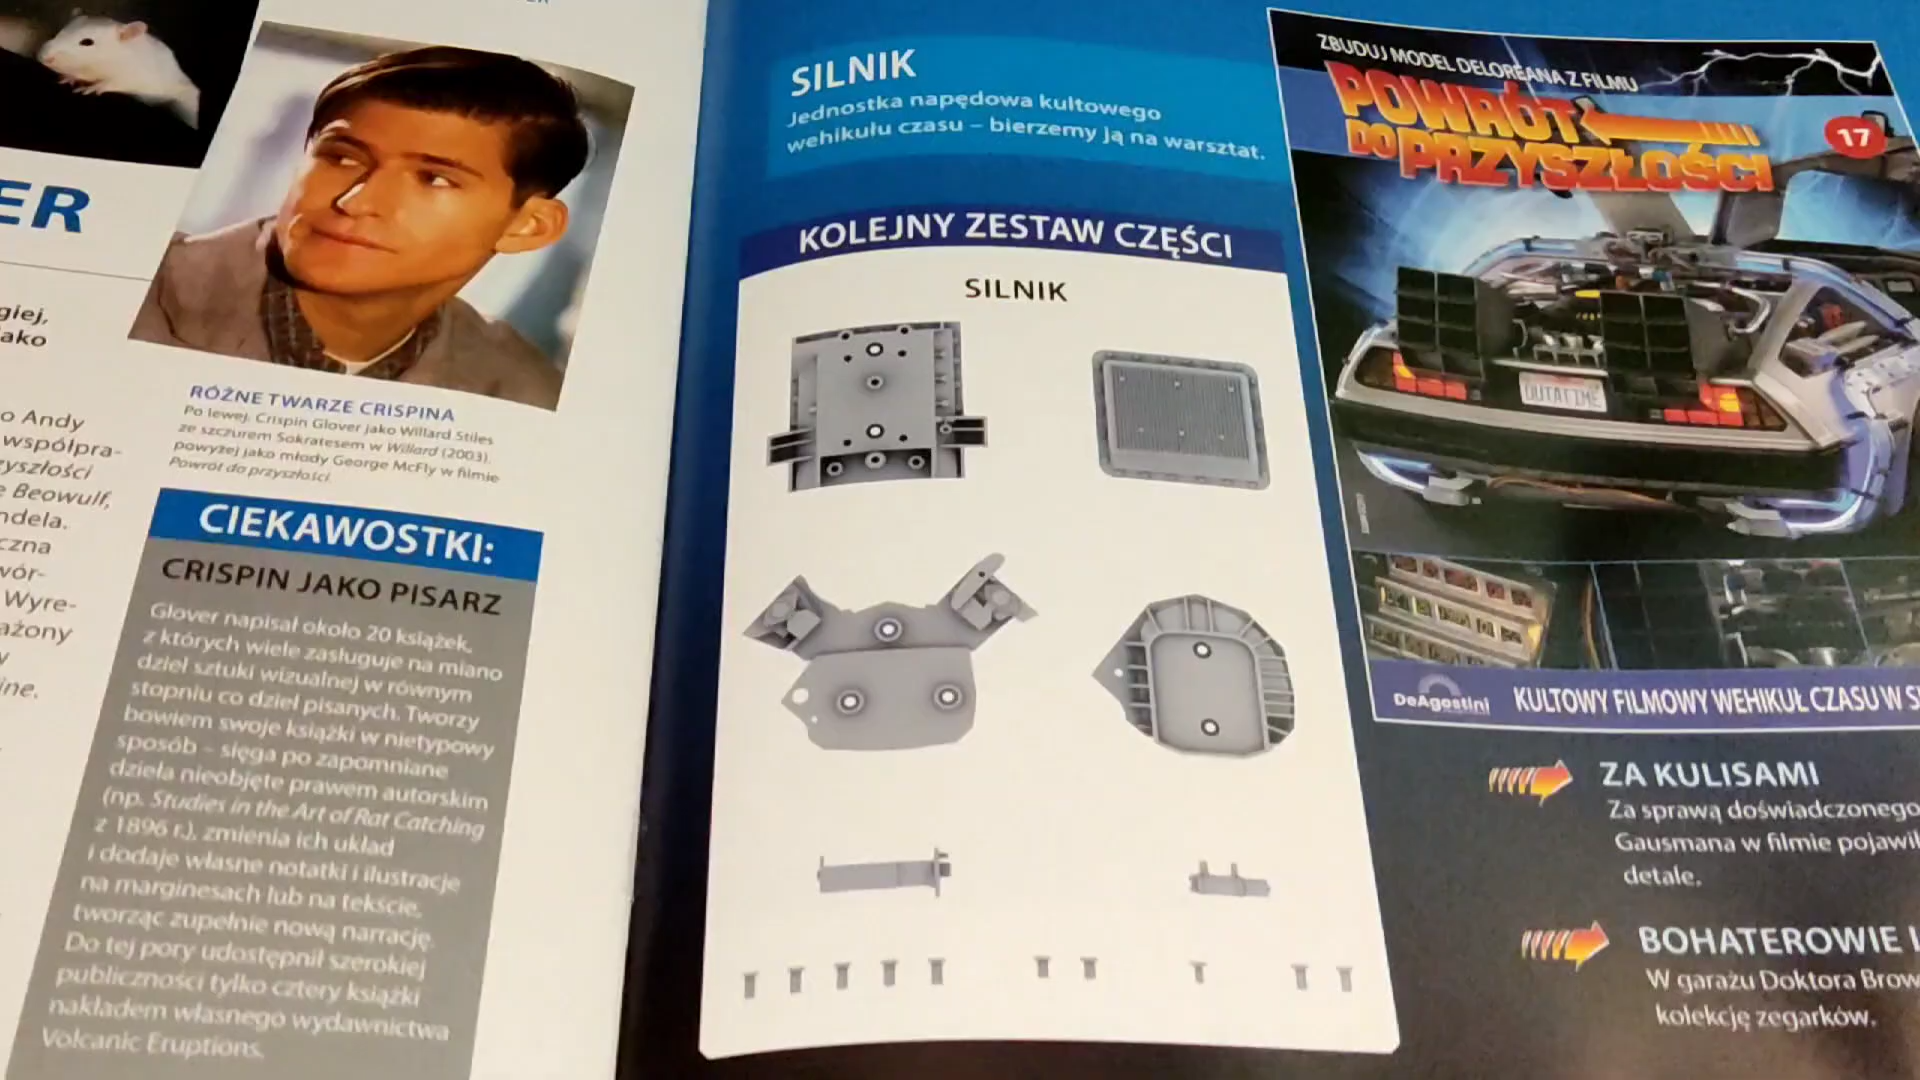 ER
giej,
ako
o Andy
współpra-
zyszłości
e Beowulf,
ndela.
czna
wór-
Wyre-
ażony
y
ine.
RÓŻNE TWARZE CRISPINA
Po lewej: Crispin Glover jako Willard Stiles
ze szczurem Sokratesem w Willard (2003),
powyżej jako młody George McFly w filmie
Powrót do przyszłości.
CIEKAWOSTKI:
CRISPIN JAKO PISARZ
Glover napisał około 20 książek,
z których wiele zasługuje na miano
dzieł sztuki wizualnej w równym
stopniu co dzieł pisanych. Tworzy
bowiem swoje książki w nietypowy
sposób – sięga po zapomniane
dzieła nieobjęte prawem autorskim
(np. Studies in the Art of Rat Catching
z 1896 r.), zmienia ich układ
i dodaje własne notatki i ilustracje
na marginesach lub na tekście,
tworząc zupełnie nową narrację.
Do tej pory udostępnił szerokiej
publiczności tylko cztery książki
nakładem własnego wydawnictwa
Volcanic Eruptions.
SILNIK
Jednostka napędowa kultowego
wehikułu czasu – bierzemy ją na warsztat.
KOLEJNY ZESTAW CZĘŚCI
SILNIK
ZBUDUJ MODEL DELOREANA Z FILMU
POWRÓT
DO PRZYSZŁOŚCI
17
OUTATIME
DeAgostini
KULTOWY FILMOWY WEHIKUŁ CZASU W S
ZA KULISAMI
Za sprawą doświadczonego
Gausmana w filmie pojawił
detale.
BOHATEROWIE I
W garażu Doktora Brow
kolekcję zegarków.